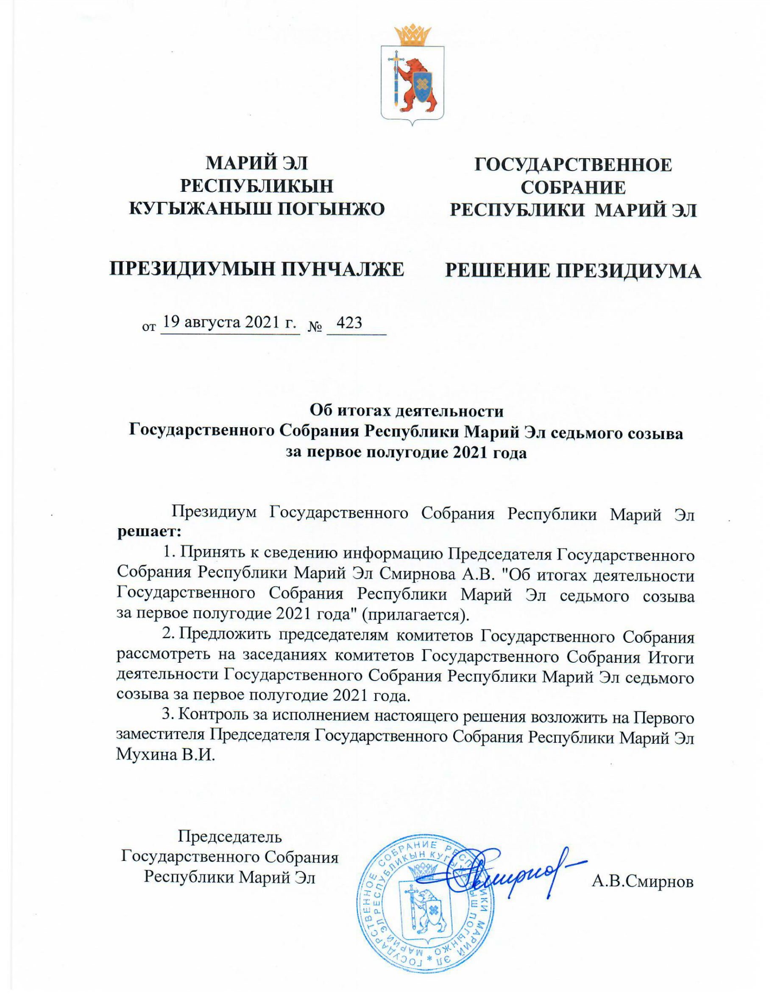 МАРИЙ ЭЛ
РЕСПУБЛИКЫН
КУГЫЖАНЫШ ПОГЫНЖО
ГОСУДАРСТВЕННОЕ
СОБРАНИЕ
РЕСПУБЛИКИ МАРИЙ ЭЛ
ПРЕЗИДИУМЫН ПУНЧАЛЖЕ
РЕШЕНИЕ ПРЕЗИДИУМА
от 19 августа 2021 г. № 423
Об итогах деятельности
Государственного Собрания Республики Марий Эл седьмого созыва
за первое полугодие 2021 года
Президиум Государственного Собрания Республики Марий Эл
решает:
1. Принять к сведению информацию Председателя Государственного
Собрания Республики Марий Эл Смирнова А.В. "Об итогах деятельности
Государственного Собрания Республики Марий Эл седьмого созыва
за первое полугодие 2021 года" (прилагается).
2. Предложить председателям комитетов Государственного Собрания
рассмотреть на заседаниях комитетов Государственного Собрания Итоги
деятельности Государственного Собрания Республики Марий Эл седьмого
созыва за первое полугодие 2021 года.
3. Контроль за исполнением настоящего решения возложить на Первого
заместителя Председателя Государственного Собрания Республики Марий Эл
Мухина В.И.
Председатель
Государственного Собрания
Республики Марий Эл
А.В.Смирнов
ГОСУДАРСТВЕННОЕ СОБРАНИЕ РЕСПУБЛИКИ МАРИЙ ЭЛ *
МАРИЙ ЭЛ РЕСПУБЛИКЫН КУГЫЖАНЫШ ПОГЫНЖО